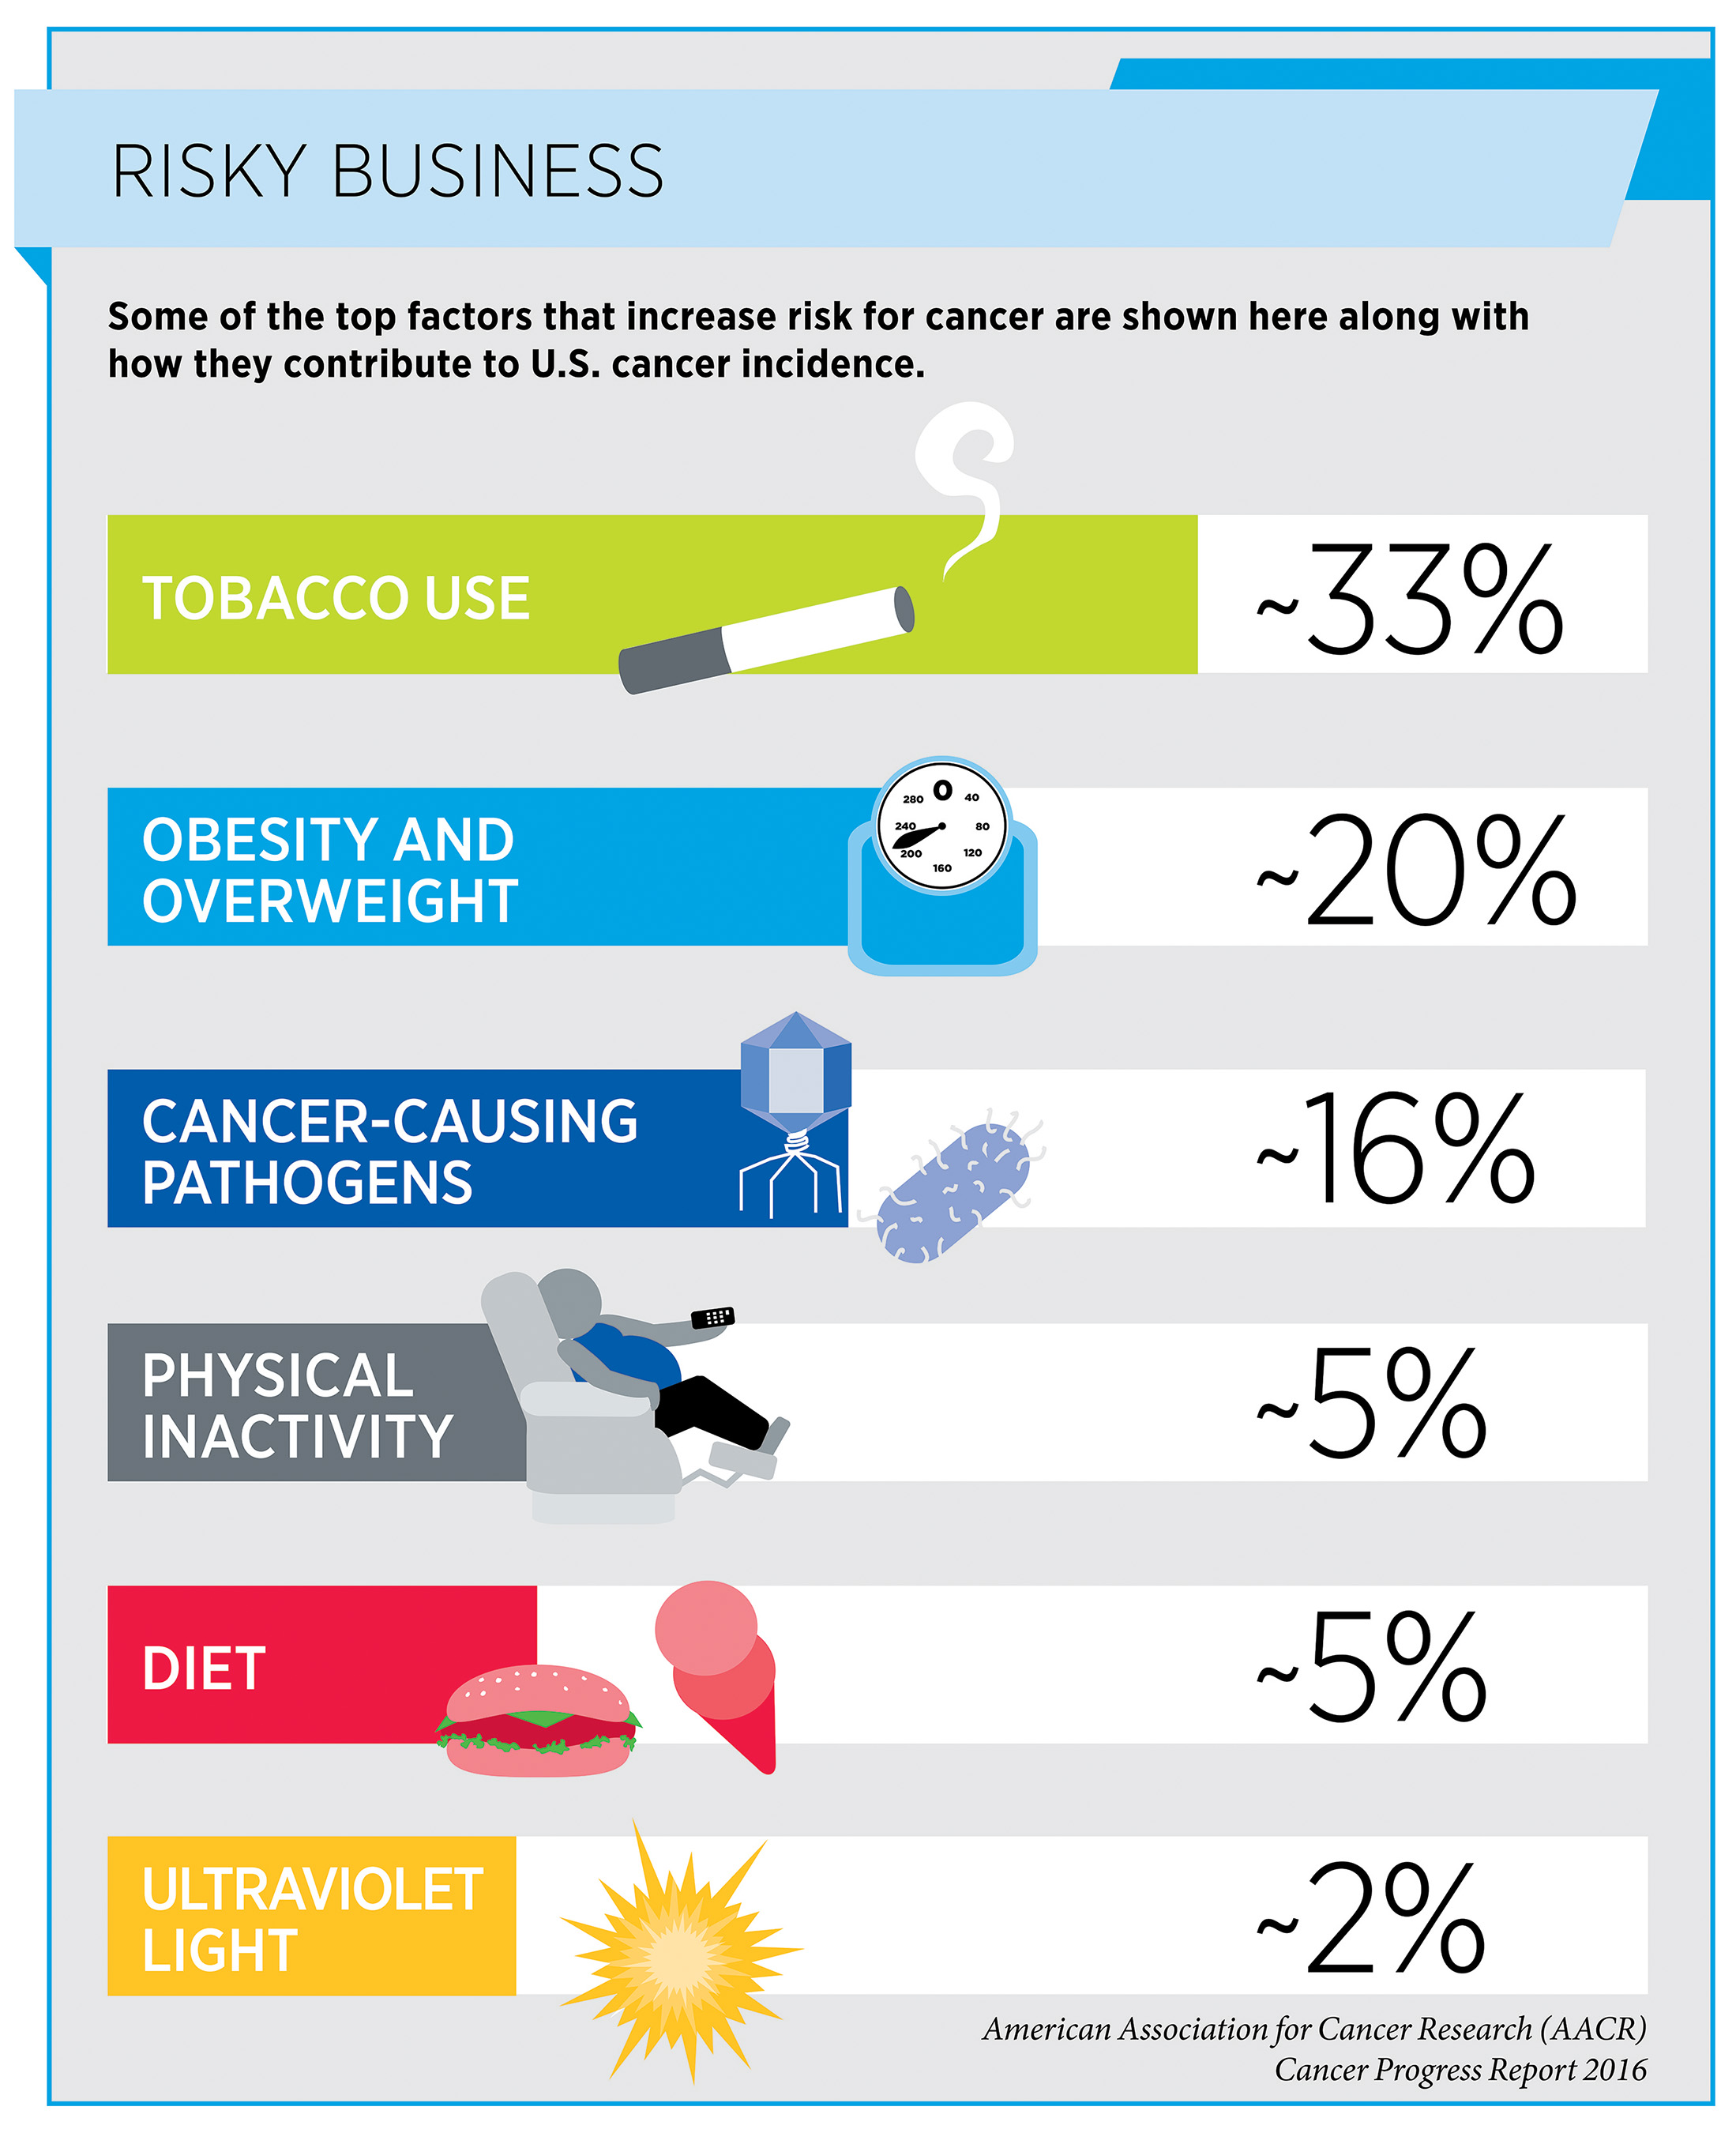 RISKY BUSINESS
Some of the top factors that increase risk for cancer are shown here along with
how they contribute to U.S. cancer incidence.
TOBACCO USE
~33%
OBESITY AND
OVERWEIGHT
0
40
80
120
160
200
240
280
~20%
CANCER-CAUSING
PATHOGENS
~16%
PHYSICAL
INACTIVITY
~5%
DIET
~5%
ULTRAVIOLET
LIGHT
~2%
American Association for Cancer Research (AACR)
Cancer Progress Report 2016